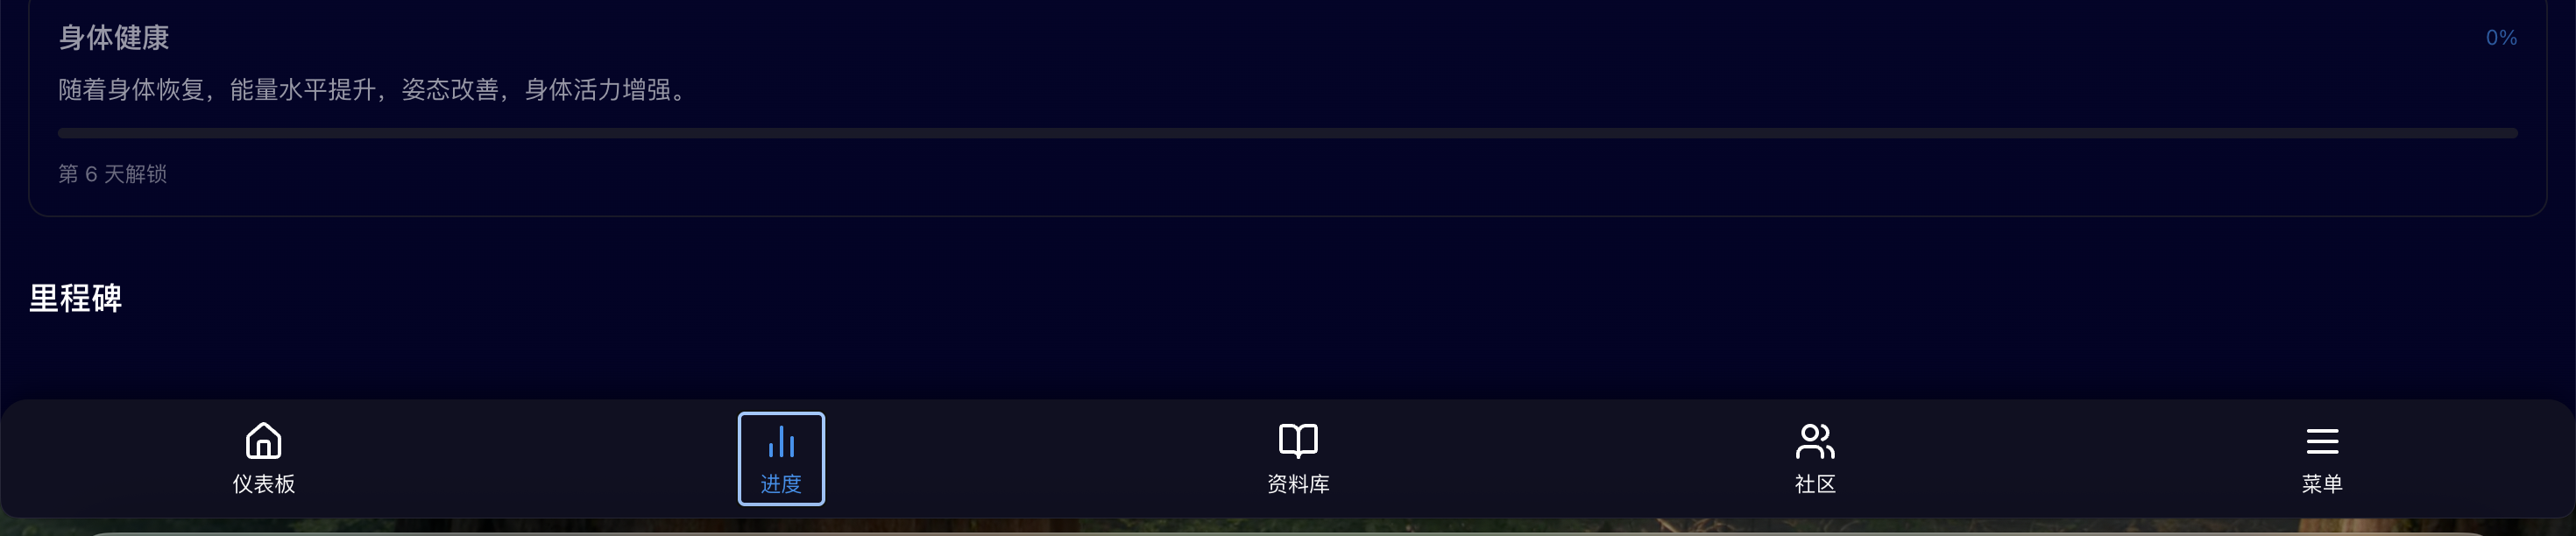 身体健康
0%
随着身体恢复，能量水平提升，姿态改善，身体活力增强。
第 6 天解锁
里程碑
仪表板
进度
资料库
社区
菜单